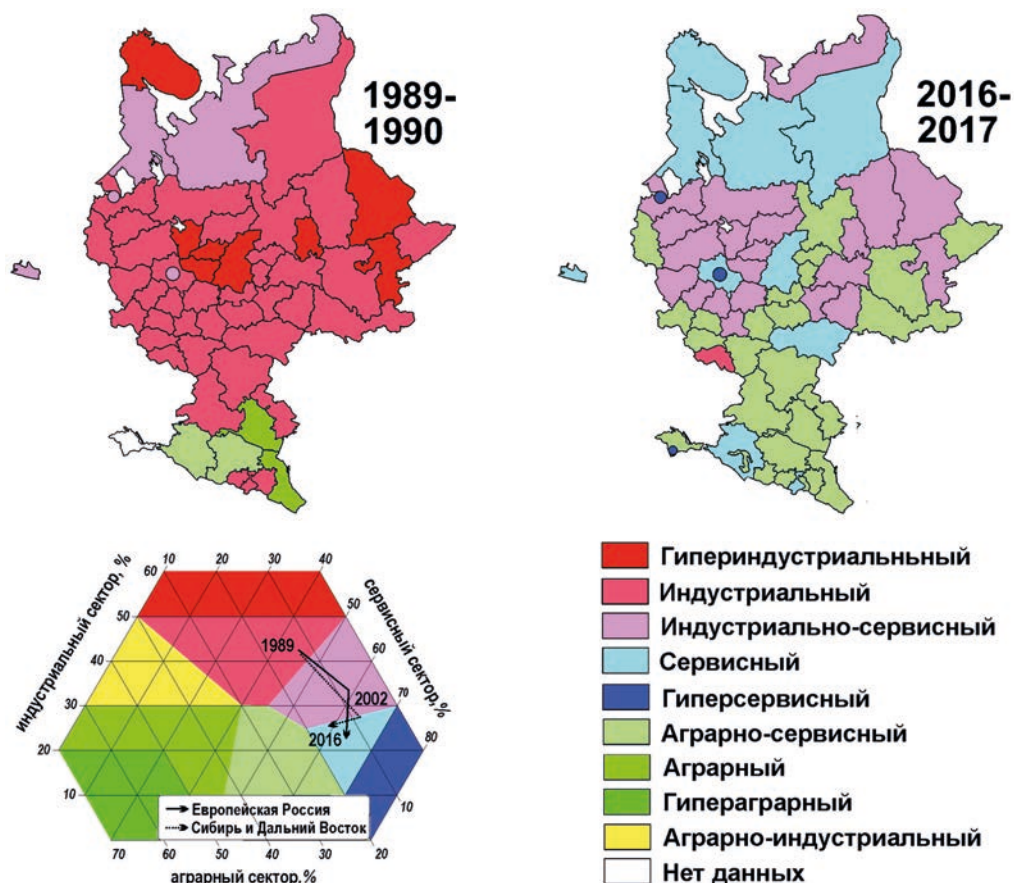 1989-
1990
2016-
2017
10 20 30 40
60
50
40
30
20
10
индустриальный сектор, %
сервисный сектор,%
50
60
70
80
1989
2002
2016
Европейская Россия
Сибирь и Дальний Восток
10
70 60 50 40 30 20
аграрный сектор,%
Гипериндустриальньный
Индустриальный
Индустриально-сервисный
Сервисный
Гиперсервисный
Аграрно-сервисный
Аграрный
Гипераграрный
Аграрно-индустриальный
Нет данных